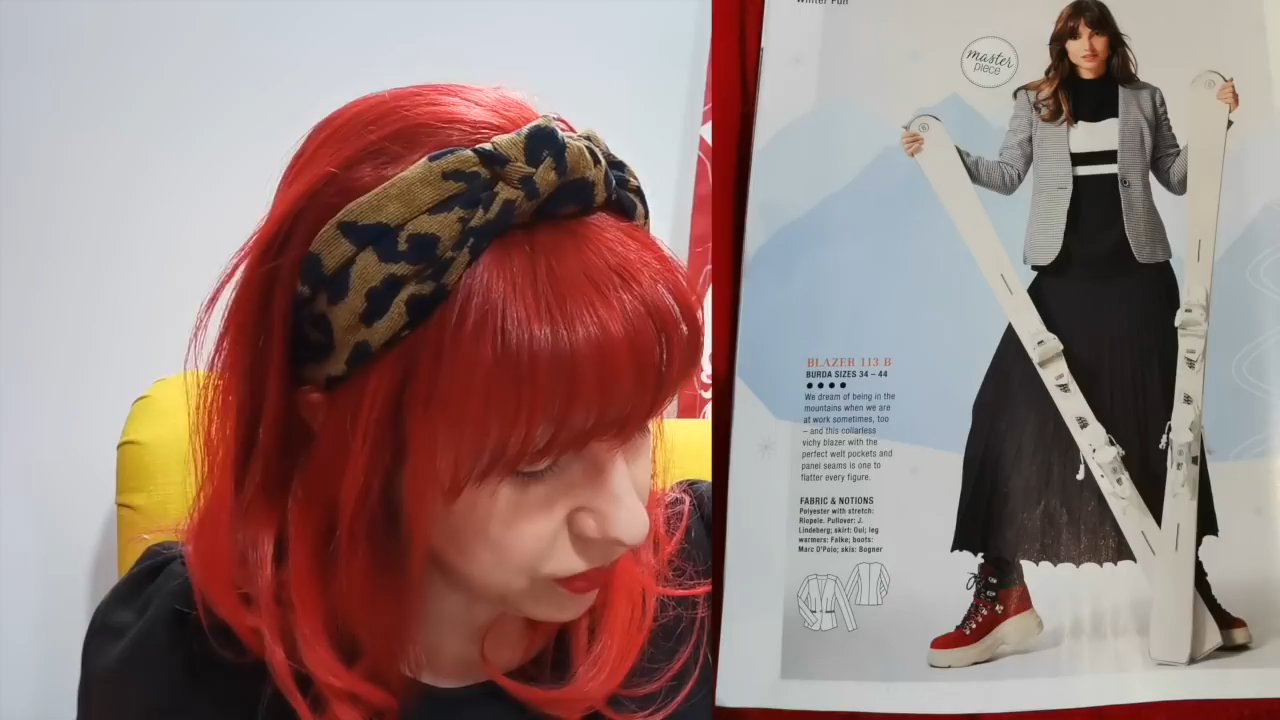 Winter Fun
master
piece
BLAZER 113 B
BURDA SIZES 34 – 44
We dream of being in the
mountains when we are
at work sometimes, too
– and this collarless
vichy blazer with the
perfect welt pockets and
panel seams is one to
flatter every figure.
FABRIC & NOTIONS
Polyester with stretch:
Riopele. Pullover: J.
Lindeberg; skirt: Oui; leg
warmers: Falke; boots:
Marc O'Polo; skis: Bogner